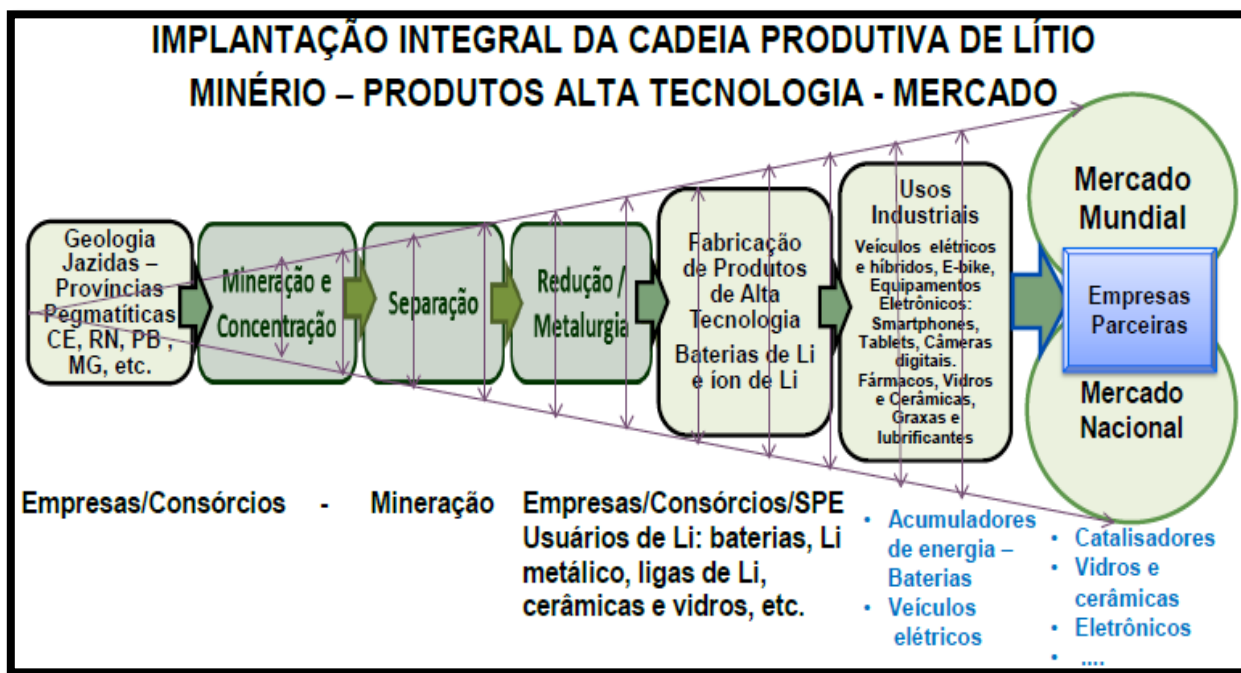 IMPLANTAÇÃO INTEGRAL DA CADEIA PRODUTIVA DE LÍTIO
MINÉRIO – PRODUTOS ALTA TECNOLOGIA - MERCADO
Geologia
Jazidas –
Províncias
Pegmatíticas
CE, RN, PB ,
MG, etc.
Mineração e
Concentração
Separação
Redução /
Metalurgia
Fabricação
de Produtos
de Alta
Tecnologia
Baterias de Li
e íon de Li
Usos
Industriais
Veículos elétricos
e híbridos, E-bike,
Equipamentos
Eletrônicos:
Smartphones,
Tablets, Câmeras
digitais.
Fármacos, Vidros
e Cerâmicas,
Graxas e
lubrificantes
Mercado
Mundial
Empresas
Parceiras
Mercado
Nacional
Empresas/Consórcios - Mineração
Empresas/Consórcios/SPE
Usuários de Li: baterias, Li
metálico, ligas de Li,
cerâmicas e vidros, etc.
• Acumuladores
de energia –
Baterias
• Veículos
elétricos
• Catalisadores
• Vidros e
cerâmicas
• Eletrônicos
• ....